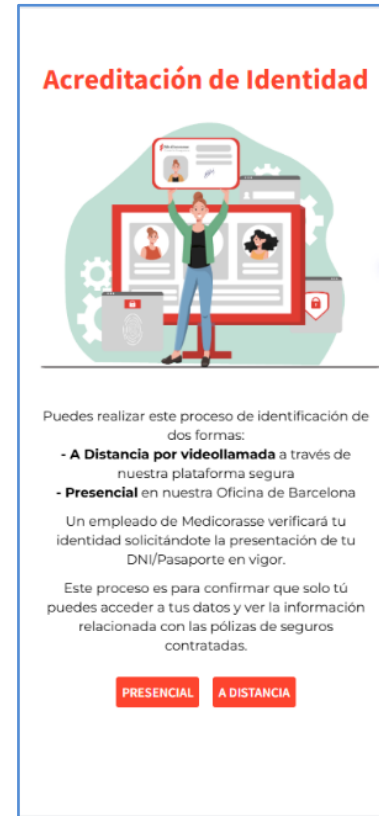 Acreditación de Identidad
Puedes realizar este proceso de identificación de
dos formas:
- A Distancia por videollamada a través de
nuestra plataforma segura
- Presencial en nuestra Oficina de Barcelona
Un empleado de Medicorasse verificará tu
identidad solicitándote la presentación de tu
DNI/Pasaporte en vigor.
Este proceso es para confirmar que solo tú
puedes acceder a tus datos y ver la información
relacionada con las pólizas de seguros
contratadas.
PRESENCIAL
A DISTANCIA